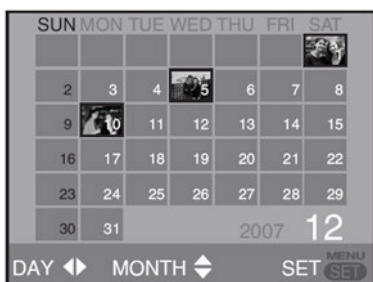 SUN MON TUE WED THU FRI SAT
2 3 4 5 6 7 8
9 10 11 12 13 14 15
16 17 18 19 20 21 22
23 24 25 26 27 28 29
30 31 2007 12
DAY MONTH SET MENU SET